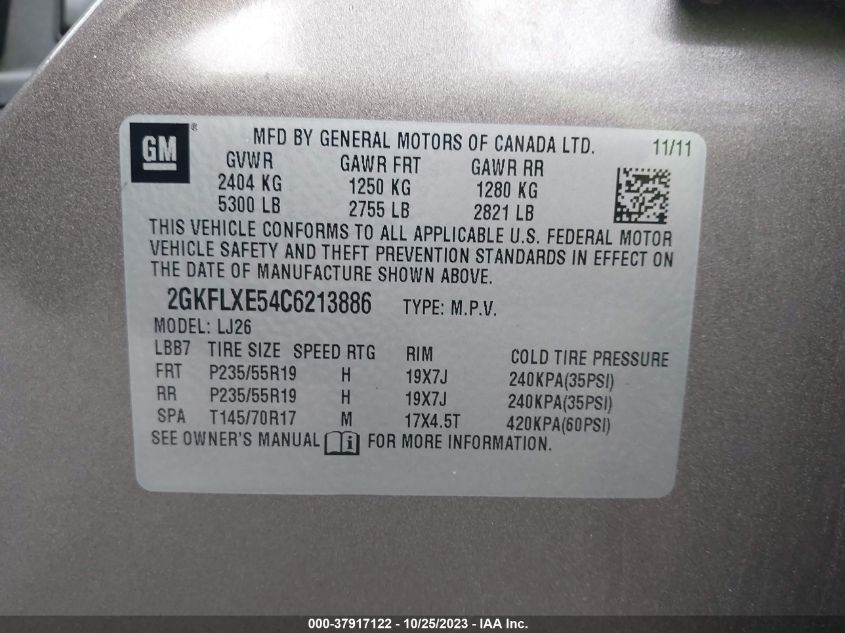 GM ® MFD BY GENERAL MOTORS OF CANADA LTD. 11/11
GVWR GAWR FRT GAWR RR
2404 KG 1250 KG 1280 KG
5300 LB 2755 LB 2821 LB
THIS VEHICLE CONFORMS TO ALL APPLICABLE U.S. FEDERAL MOTOR
VEHICLE SAFETY AND THEFT PREVENTION STANDARDS IN EFFECT ON
THE DATE OF MANUFACTURE SHOWN ABOVE.
2GKFLXE54C6213886 TYPE: M.P.V.
MODEL: LJ26
LBB7 TIRE SIZE SPEED RTG RIM COLD TIRE PRESSURE
FRT P235/55R19 H 19X7J 240KPA(35PSI)
RR P235/55R19 H 19X7J 240KPA(35PSI)
SPA T145/70R17 M 17X4.5T 420KPA(60PSI)
SEE OWNER'S MANUAL i FOR MORE INFORMATION.
000-37917122 - 10/25/2023 - IAA Inc.